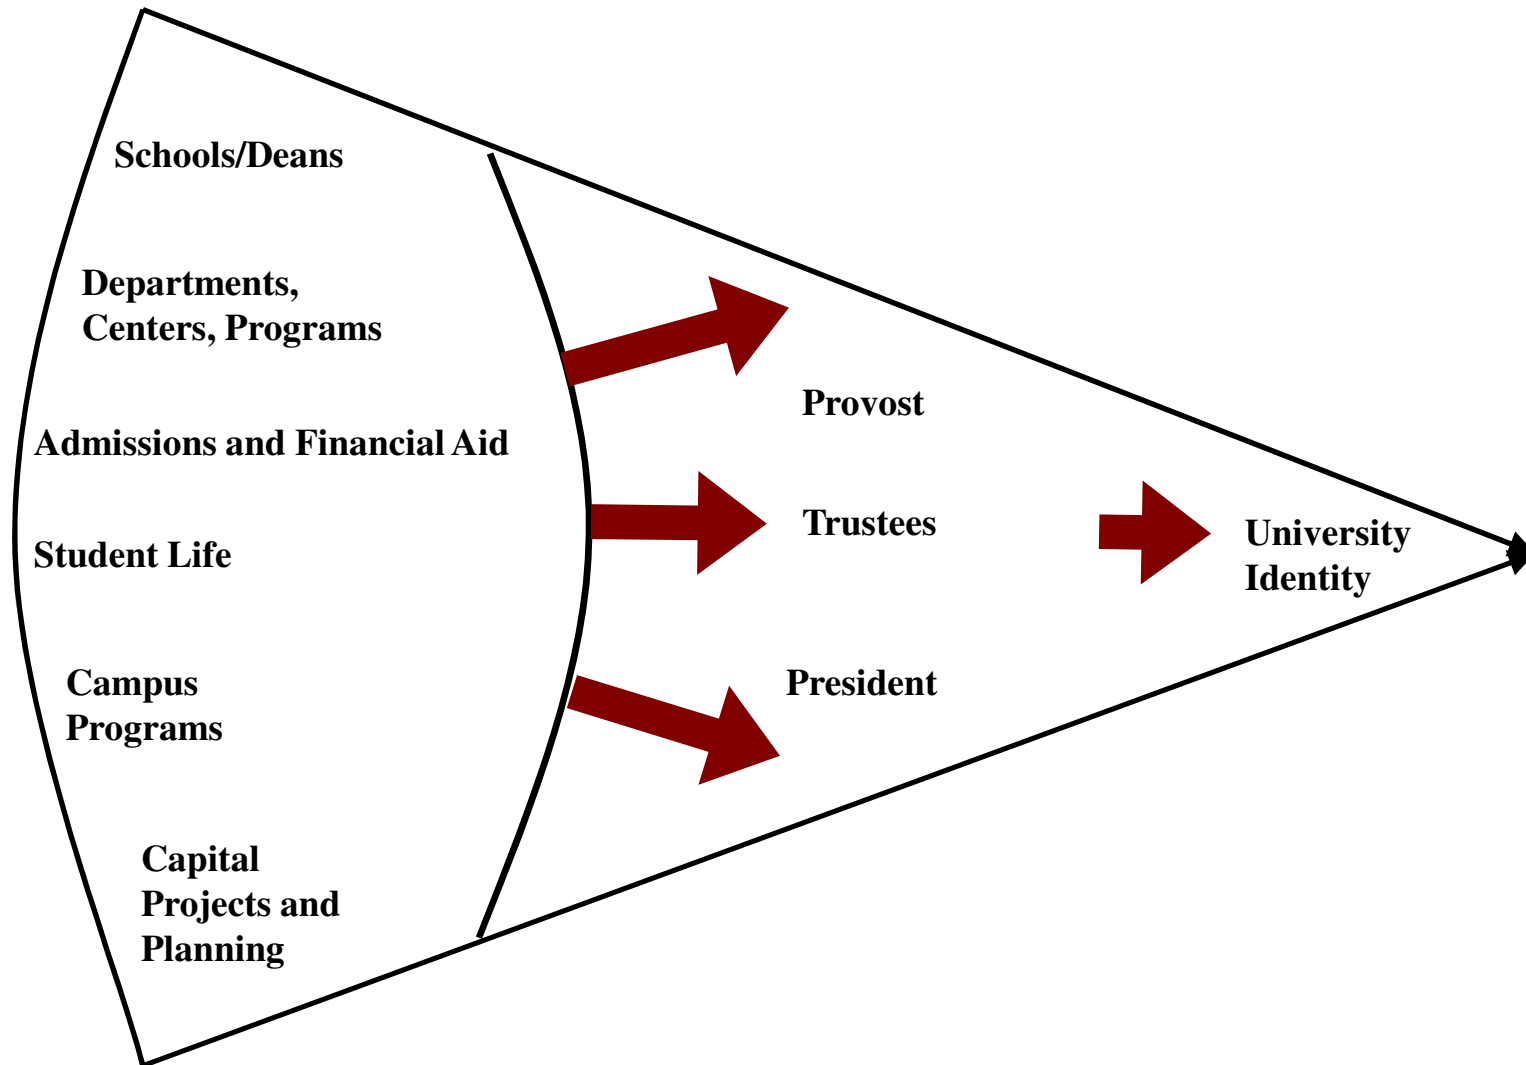 Schools/Deans
Departments,
Centers, Programs
Admissions and Financial Aid
Student Life
Campus
Programs
Capital
Projects and
Planning
Provost
Trustees
President
University
Identity